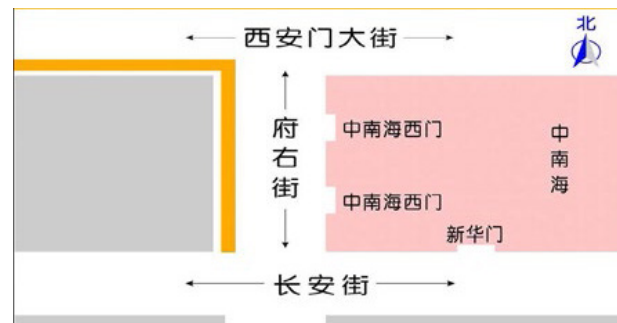 北
西安门大街
府右街
中南海西门
中南海
中南海西门
新华门
长安街